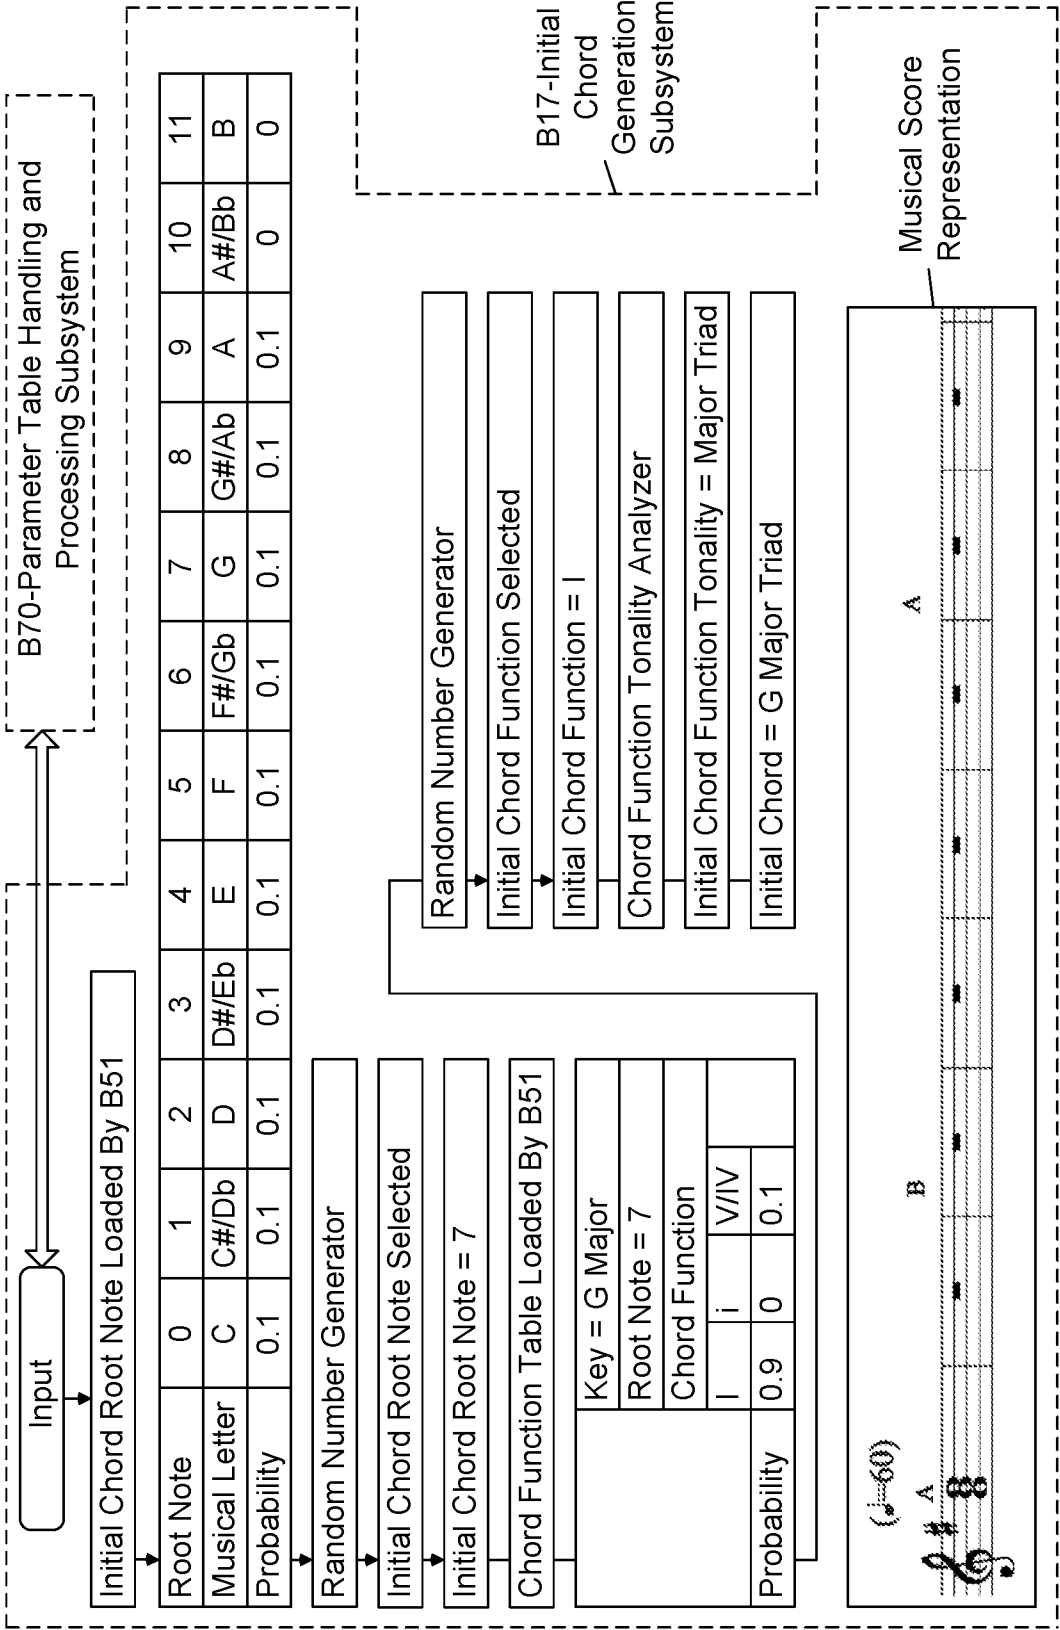 B70-Parameter Table Handling and
Processing Subsystem
Input
Initial Chord Root Note Loaded By B51
Root Note 0 1 2 3 4 5 6 7 8 9 10 11
Musical Letter C C#/Db D D#/Eb E F F#/Gb G G#/Ab A A#/Bb B
Probability 0.1 0.1 0.1 0.1 0.1 0.1 0.1 0.1 0.1 0.1 0 0
Random Number Generator
Initial Chord Root Note Selected
Initial Chord Root Note = 7
Chord Function Table Loaded By B51
Key = G Major
Root Note = 7
Chord Function
I i V/IV
Probability 0.9 0 0.1
Random Number Generator
Initial Chord Function Selected
Initial Chord Function = I
Chord Function Tonality Analyzer
Initial Chord Function Tonality = Major Triad
Initial Chord = G Major Triad
B17-Initial
Chord
Generation
Subsystem
Musical Score
Representation
(♩=60)
A B A
8
8